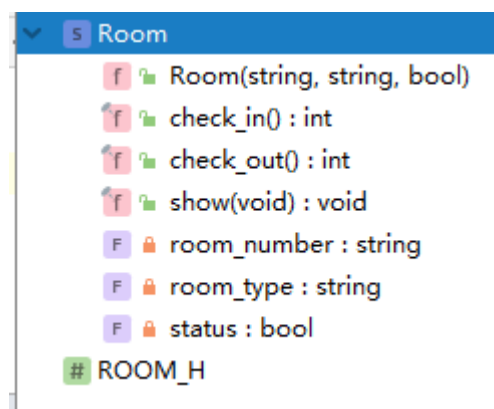 S Room
f Room(string, string, bool)
f check_in() : int
f check_out() : int
f show(void) : void
F room_number : string
F room_type : string
F status : bool
# ROOM_H